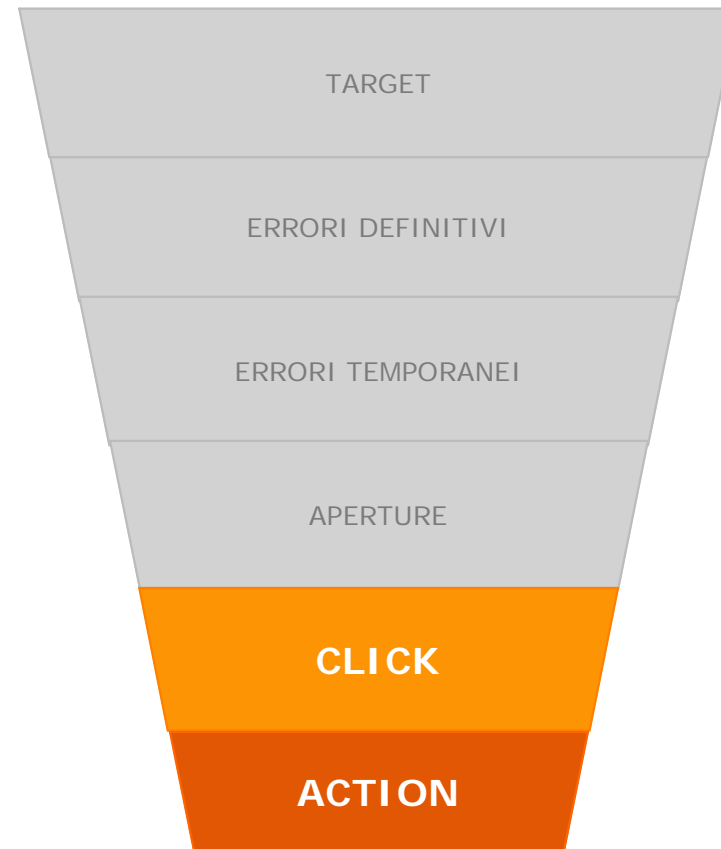 TARGET
ERRORI DEFINITIVI
ERRORI TEMPORANEI
APERTURE
CLICK
ACTION